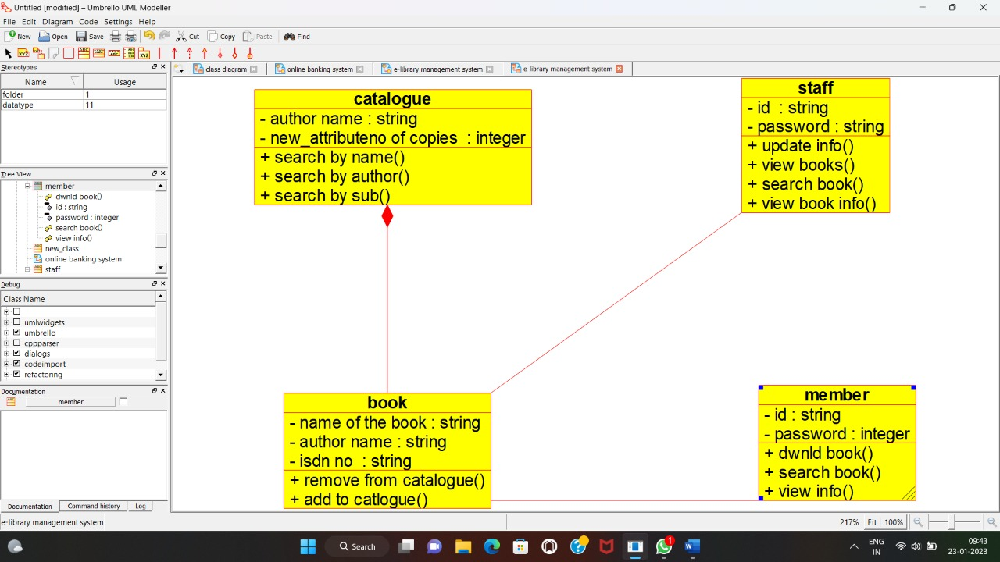 Untitled [modified] – Umbrello UML Modeller
File Edit Diagram Code Settings Help
New Open Save Cut Copy Paste Find
Stereotypes
class diagram online banking system e-library management system e-library management system
Name Usage
folder 1
datatype 11
Tree View
member
dwnld book()
id : string
password : integer
search book()
view info()
new_class
online banking system
staff
Debug
Class Name
umlwidgets
umbrello
cppparser
dialogs
codeimport
refactoring
Documentation
member
Documentation Command history Log
catalogue
- author name : string
- new_attributeno of copies : integer
+ search by name()
+ search by author()
+ search by sub()
staff
- id : string
- password : string
+ update info()
+ view books()
+ search book()
+ view book info()
book
- name of the book : string
- author name : string
- isdn no : string
+ remove from catalogue()
+ add to catlogue()
member
- id : string
- password : integer
+ dwnld book()
+ search book()
+ view info()
e-library management system 217% Fit 100%
Search
1
ENG
IN
09:43
23-01-2023